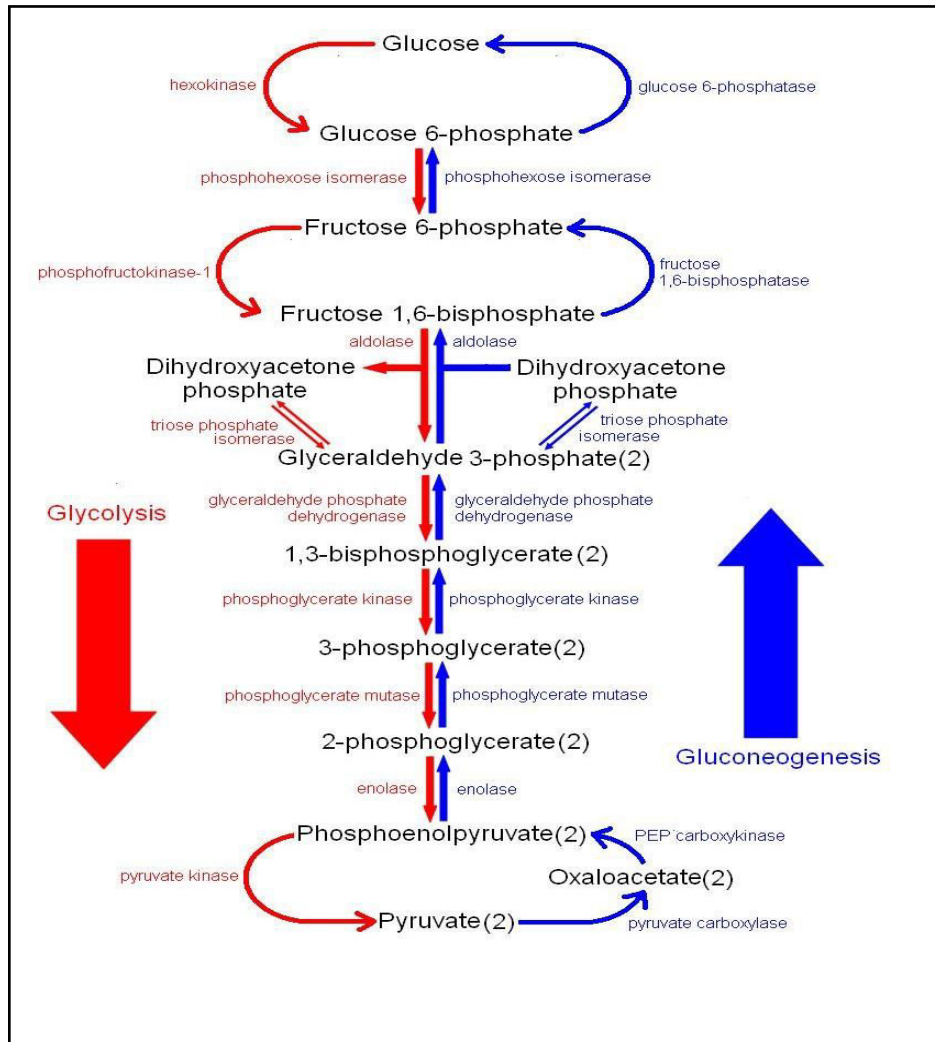 Glucose
hexokinase
glucose 6-phosphatase
Glucose 6-phosphate
phosphohexose isomerase
phosphohexose isomerase
Fructose 6-phosphate
phosphofructokinase-1
fructose
1,6-bisphosphatase
Fructose 1,6-bisphosphate
aldolase
aldolase
Dihydroxyacetone
phosphate
Dihydroxyacetone
phosphate
triose phosphate
isomerase
triose phosphate
isomerase
Glyceraldehyde 3-phosphate(2)
glyceraldehyde phosphate
dehydrogenase
glyceraldehyde phosphate
dehydrogenase
Glycolysis
1,3-bisphosphoglycerate(2)
phosphoglycerate kinase
phosphoglycerate kinase
3-phosphoglycerate(2)
phosphoglycerate mutase
phosphoglycerate mutase
2-phosphoglycerate(2)
Gluconeogenesis
enolase
enolase
Phosphoenolpyruvate(2)
PEP carboxykinase
pyruvate kinase
Oxaloacetate(2)
Pyruvate(2)
pyruvate carboxylase